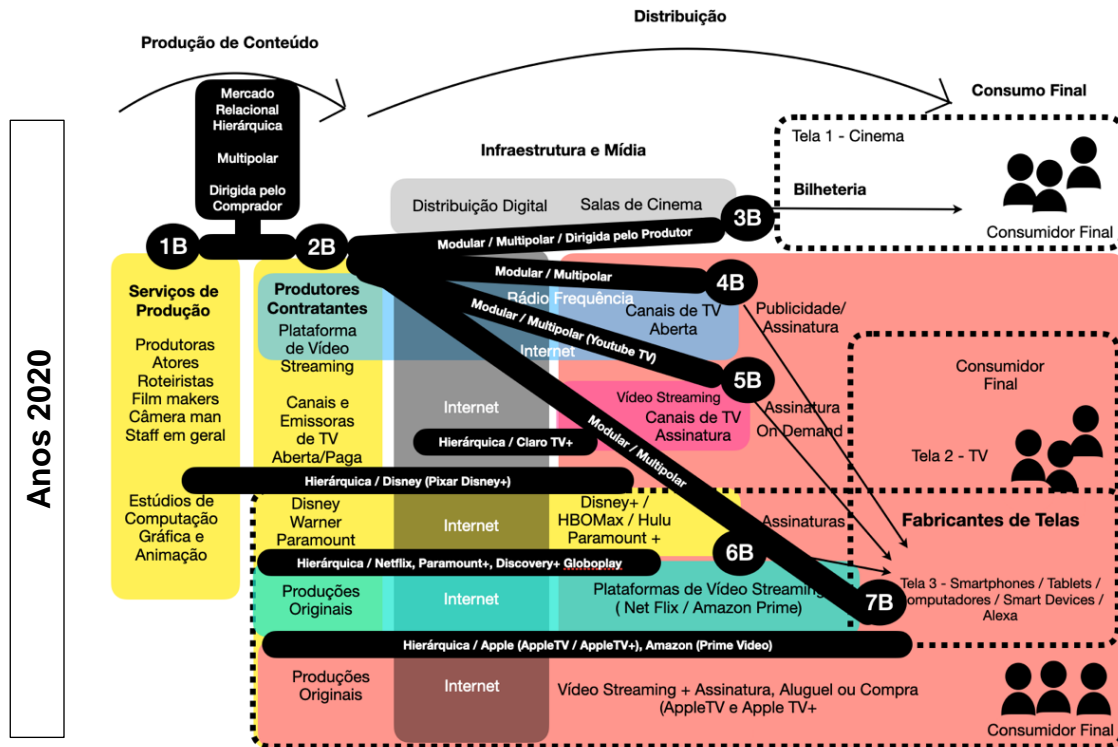 Anos 2020
Produção de Conteúdo
Distribuição
Consumo Final
Mercado
Relacional
Hierárquica
Multipolar
Dirigida pelo
Comprador
Infraestrutura e Mídia
Tela 1 - Cinema
Bilheteria
Consumidor Final
Distribuição Digital
Salas de Cinema
1B
2B
3B
Modular / Multipolar / Dirigida pelo Produtor
Modular / Multipolar
4B
Modular / Multipolar (Youtube TV)
5B
Modular / Multipolar
Serviços de
Produção
Produtoras
Atores
Roteiristas
Film makers
Câmera man
Staff em geral
Estúdios de
Computação
Gráfica e
Animação
Produtores
Contratantes
Plataforma
de Vídeo
Streaming
Rádio Frequência
Internet
Canais de TV
Aberta
Publicidade/
Assinatura
Canais e
Emissoras
de TV
Aberta/Paga
Internet
Vídeo Streaming
Canais de TV
Assinatura
Assinatura
On Demand
Consumidor
Final
Tela 2 - TV
Hierárquica / Claro TV+
Hierárquica / Disney (Pixar Disney+)
Disney
Warner
Paramount
Internet
Disney+ /
HBOMax / Hulu
Paramount +
Assinaturas
6B
Fabricantes de Telas
Hierárquica / Netflix, Paramount+, Discovery+ Globoplay
Produções
Originais
Internet
Plataformas de Vídeo Streaming
( Net Flix / Amazon Prime)
7B
Tela 3 - Smartphones / Tablets /
omputadores / Smart Devices /
Alexa
Hierárquica / Apple (AppleTV / AppleTV+), Amazon (Prime Video)
Produções
Originais
Internet
Vídeo Streaming + Assinatura, Aluguel ou Compra
(AppleTV e Apple TV+
Consumidor Final